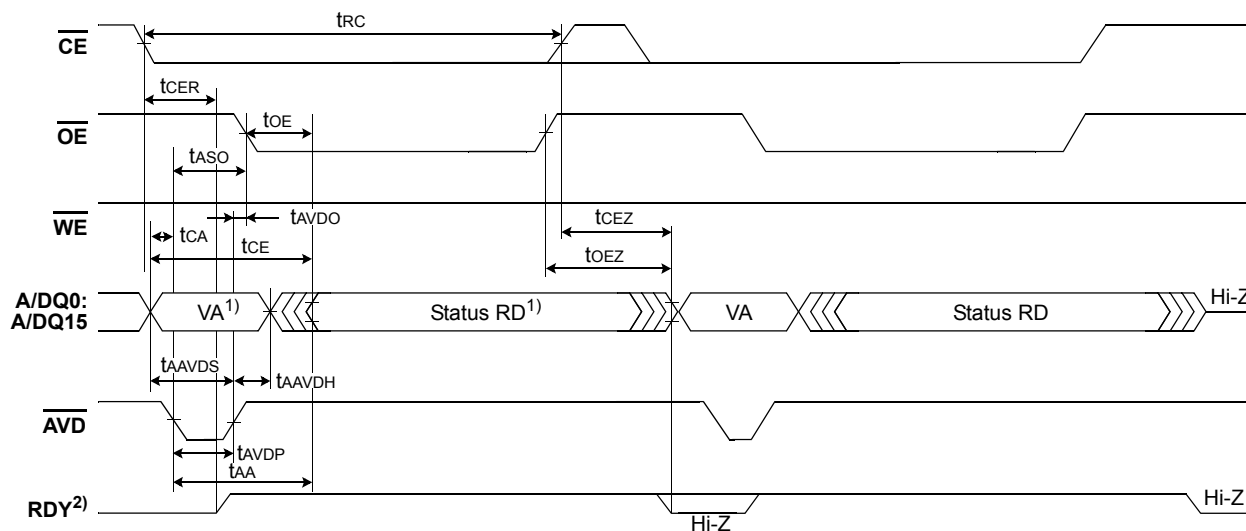 tRC
CE
tCER
tOE
OE
tASO
tAVDO
WE
tCA
tCE
tCEZ
tOEZ
A/DQ0:
A/DQ15
VA1)
Status RD1)
VA
Status RD
Hi-Z
tAAVDS
tAAVDH
AVD
tAVDP
tAA
RDY2)
Hi-Z
Hi-Z